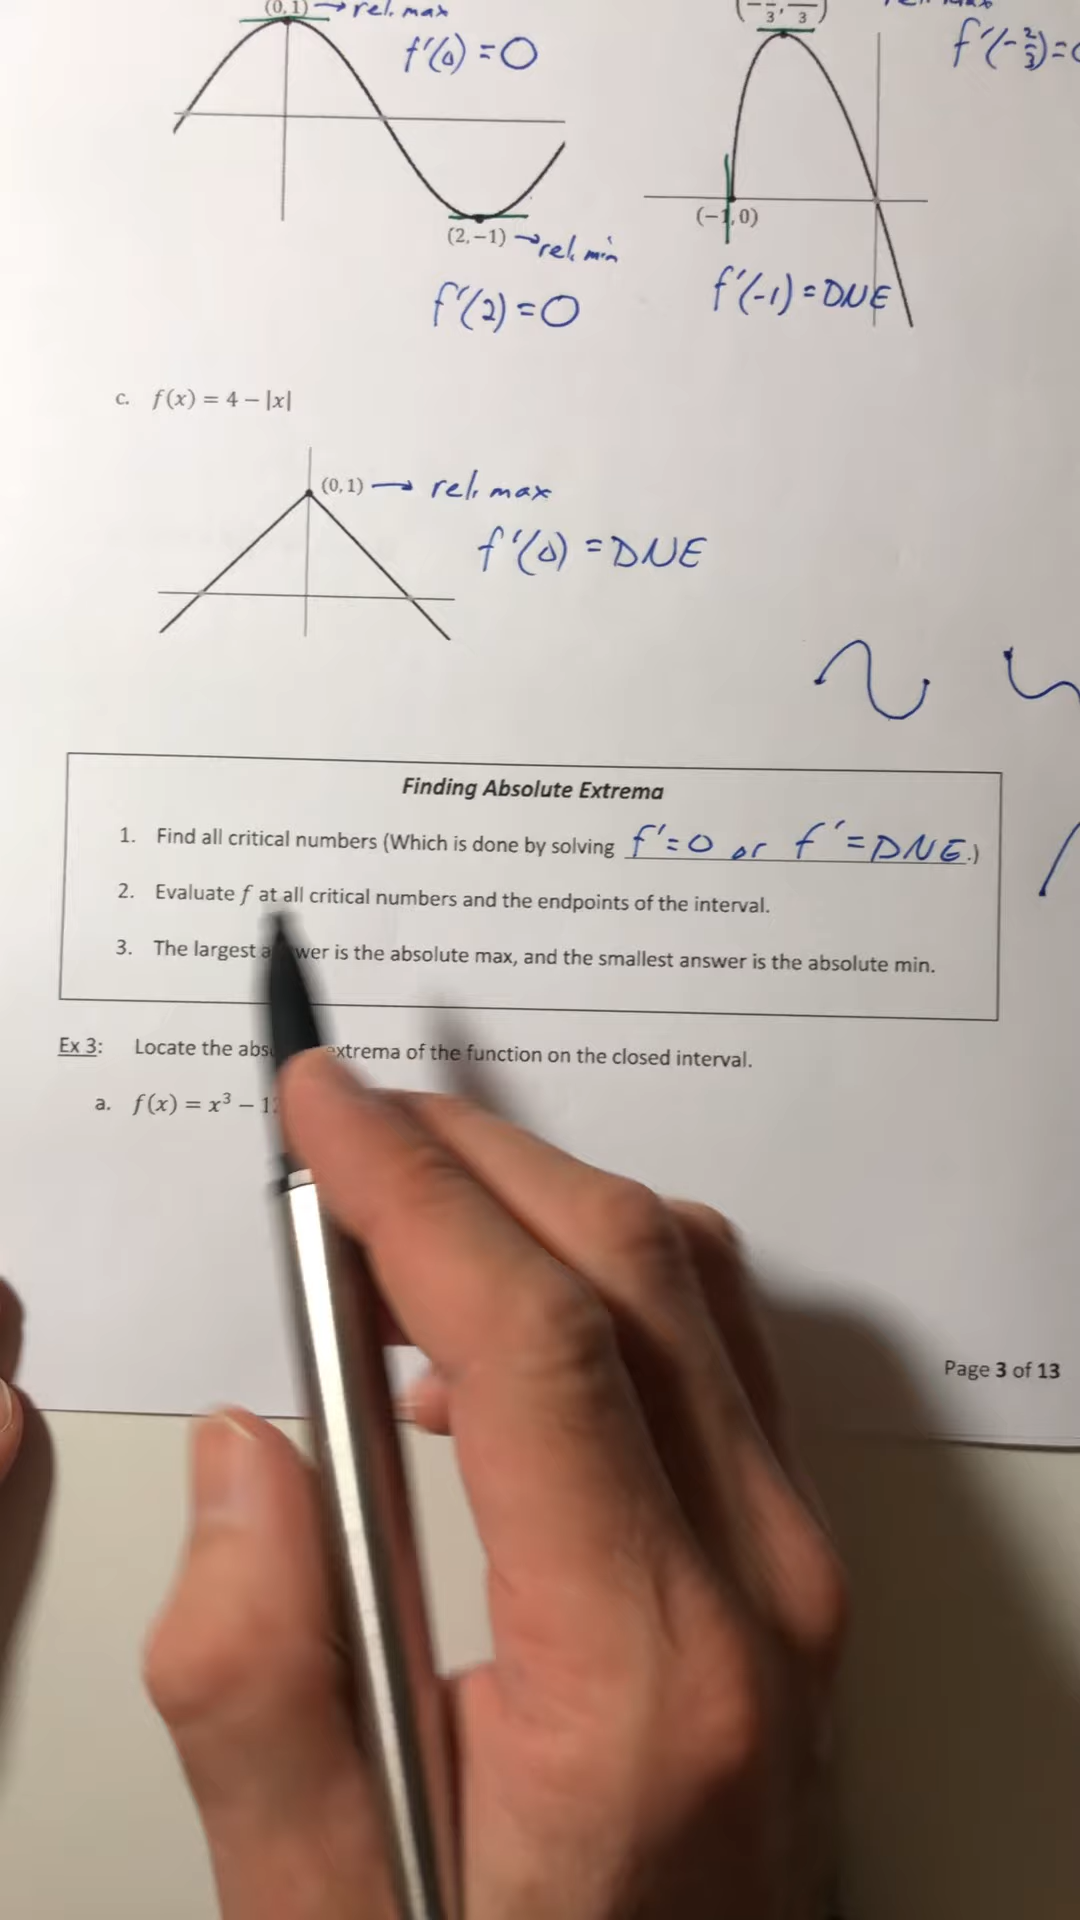 (0,1) → rel. max
f'(0) = 0
3, 3
(2,−1) → rel. min
f'(2) = 0
f'(-2/3) =
(−1,0)
f'(-1) = DNE
c. f(x) = 4 − |x|
(0,1) → rel. max
f'(0) = DNE
Finding Absolute Extrema
1. Find all critical numbers (Which is done by solving f' = 0 or f' = DNE.)
2. Evaluate f at all critical numbers and the endpoints of the interval.
3. The largest answer is the absolute max, and the smallest answer is the absolute min.
Ex 3: Locate the extrema of the function on the closed interval.
a. f(x) = x³ − 1
Page 3 of 13